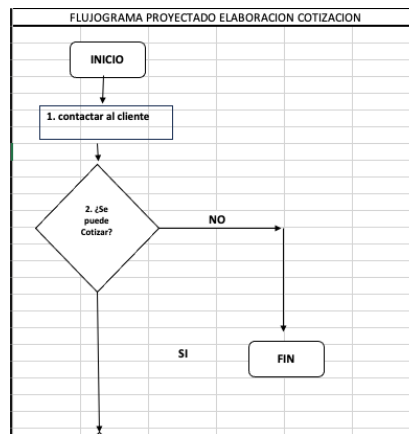 FLUJOGRAMA PROYECTADO ELABORACION COTIZACION
INICIO
1. contactar al cliente
2. ¿Se
puede
Cotizar?
NO
SI
FIN